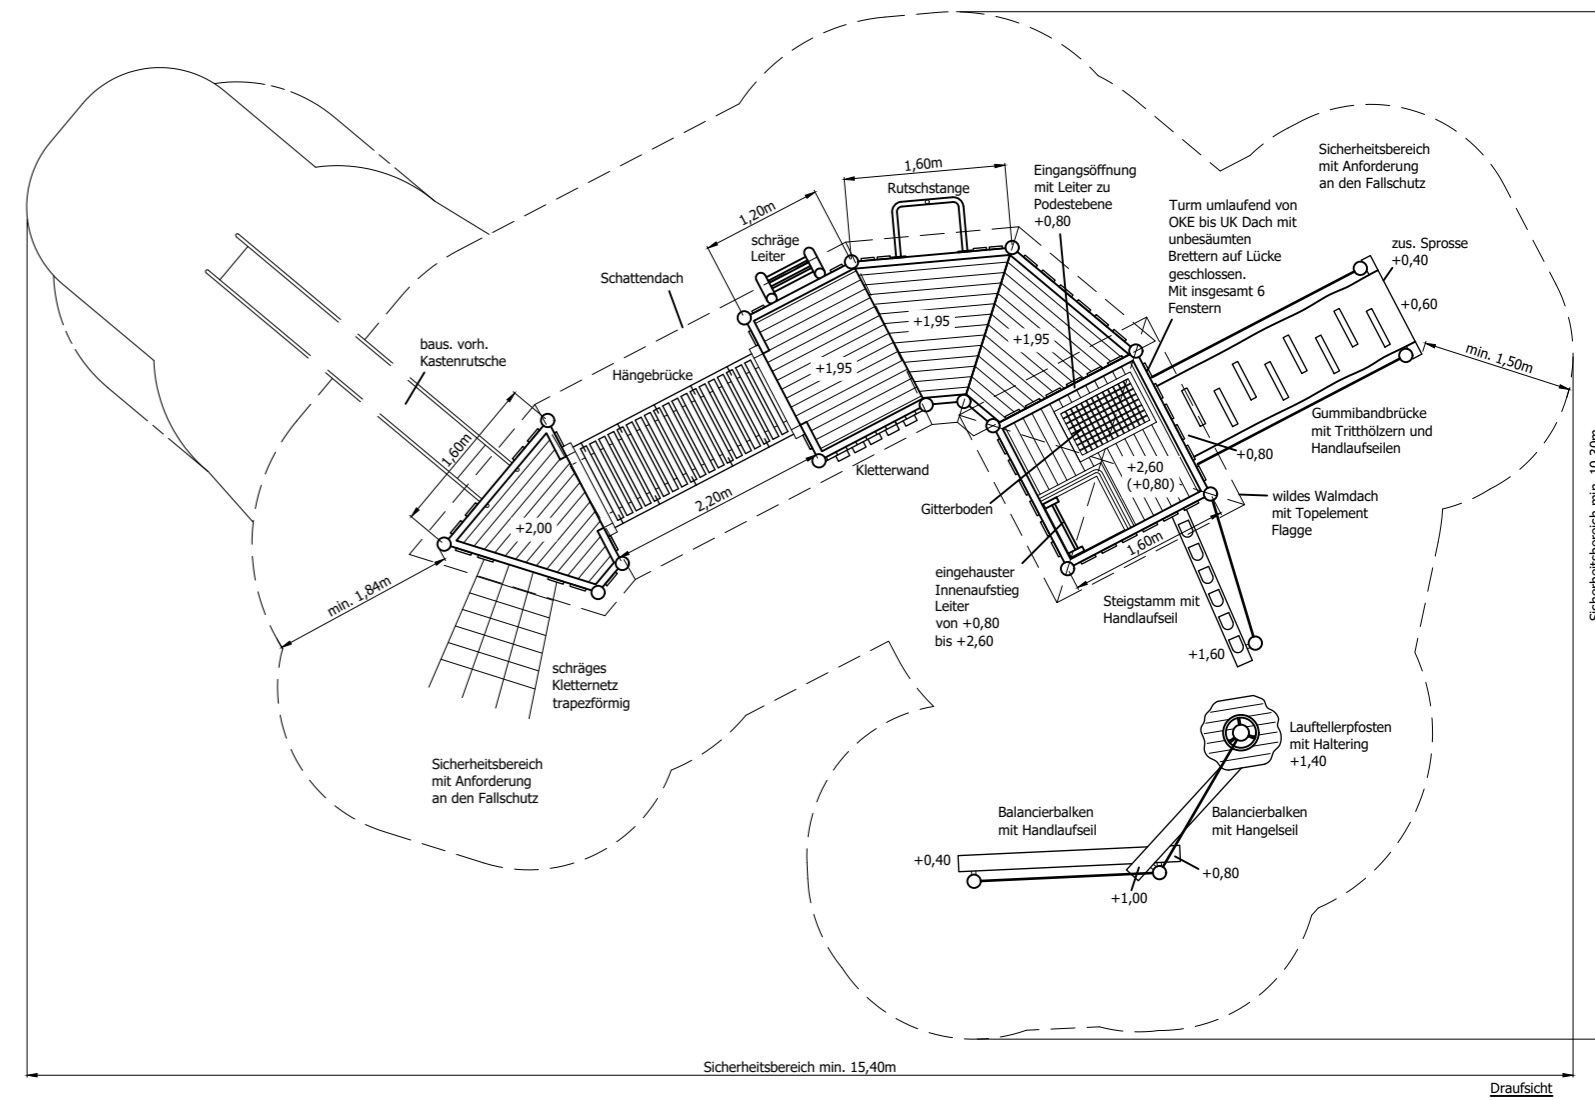 Sicherheitsbereich
mit Anforderung
an den Fallschutz
1,60m
Rutschstange
Eingangsöffnung
mit Leiter zu
Podestebene
+0,80
Turm umlaufend von
OKE bis UK Dach mit
unbesäumten
Brettern auf Lücke
geschlossen.
Mit insgesamt 6
Fenstern
1,20m
schräge
Leiter
zus. Sprosse
+0,40
Schattendach
+0,60
+1,95
+1,95
+1,95
baus. vorh.
Kastenrutsche
Hängebrücke
min. 1,50m
Gummibandbrücke
mit Tritthölzern und
Handlaufseilen
1,60m
Kletterwand
+0,80
+2,60
(+0,80)
2,20m
Gitterboden
wildes Walmdach
mit Topelement
Flagge
+2,00
1,60m
min. 1,84m
eingehauster
Innenaufstieg
Leiter
von +0,80
bis +2,60
Steigstamm mit
Handlaufseil
+1,60
schräges
Kletternetz
trapezförmig
Lauftellerpfosten
mit Haltering
+1,40
Sicherheitsbereich
mit Anforderung
an den Fallschutz
Balancierbalken
mit Handlaufseil
Balancierbalken
mit Hangelseil
+0,40
+0,80
+1,00
Sicherheitsbereich min. 10,30m
Sicherheitsbereich min. 15,40m
Draufsicht